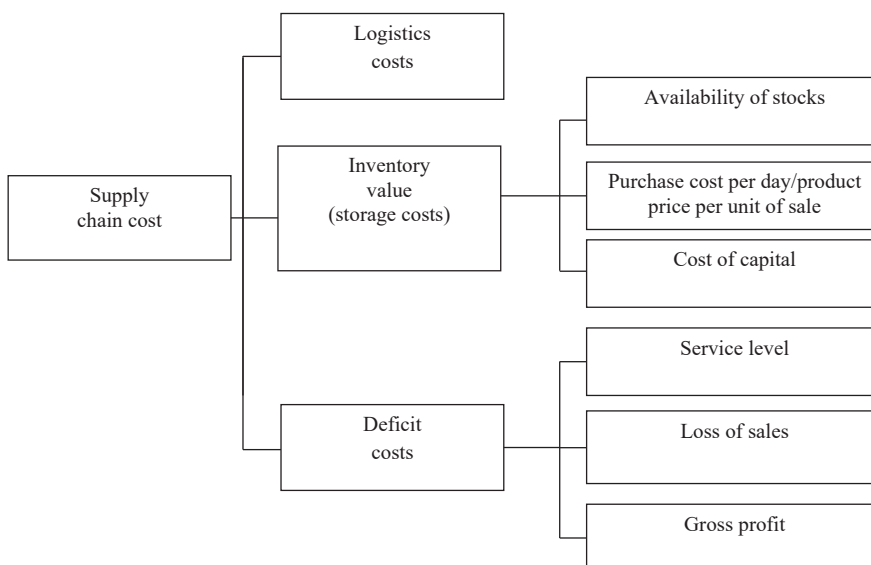 Logistics
costs
Availability of stocks
Inventory
value
(storage costs)
Purchase cost per day/product
price per unit of sale
Supply
chain cost
Cost of capital
Service level
Deficit
costs
Loss of sales
Gross profit